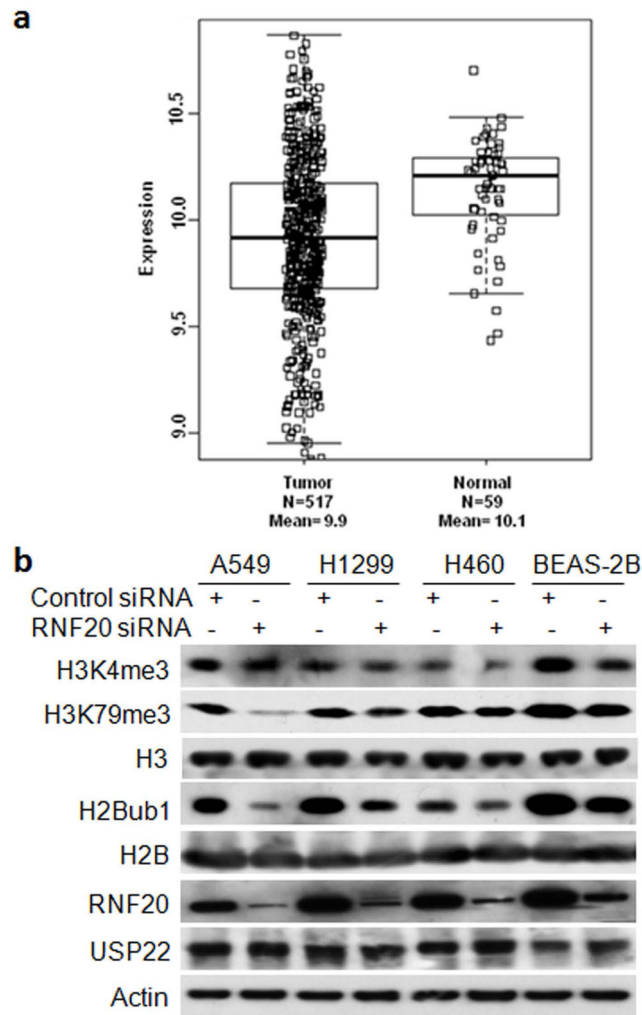 a
Expression
10.5
10.0
9.5
9.0
Tumor Normal
N=517 N=59
Mean= 9.9 Mean= 10.1
b
A549 H1299 H460 BEAS-2B
Control siRNA + - + - + - + -
RNF20 siRNA - + - + - + - +
H3K4me3
H3K79me3
H3
H2Bub1
H2B
RNF20
USP22
Actin